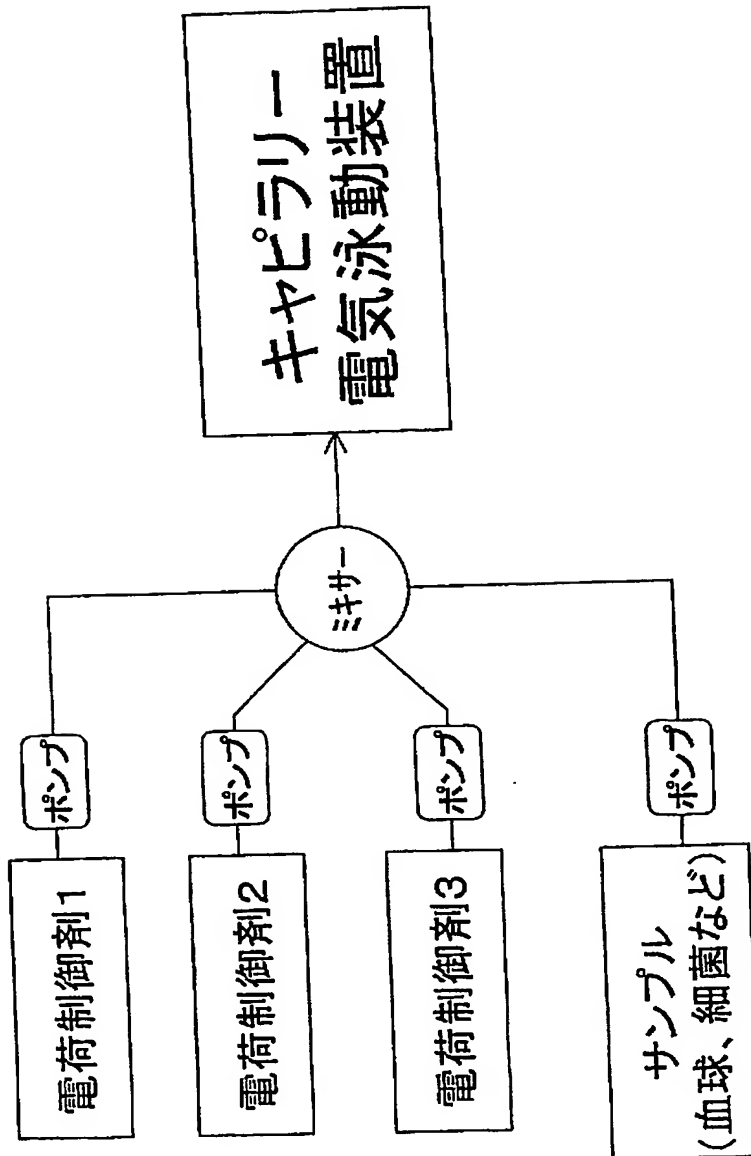 電荷制御剤1
ポンプ
電荷制御剤2
ポンプ
電荷制御剤3
ポンプ
サンプル
(血球、細菌など)
ポンプ
ミキサー
キャピラリー
電気泳動装置